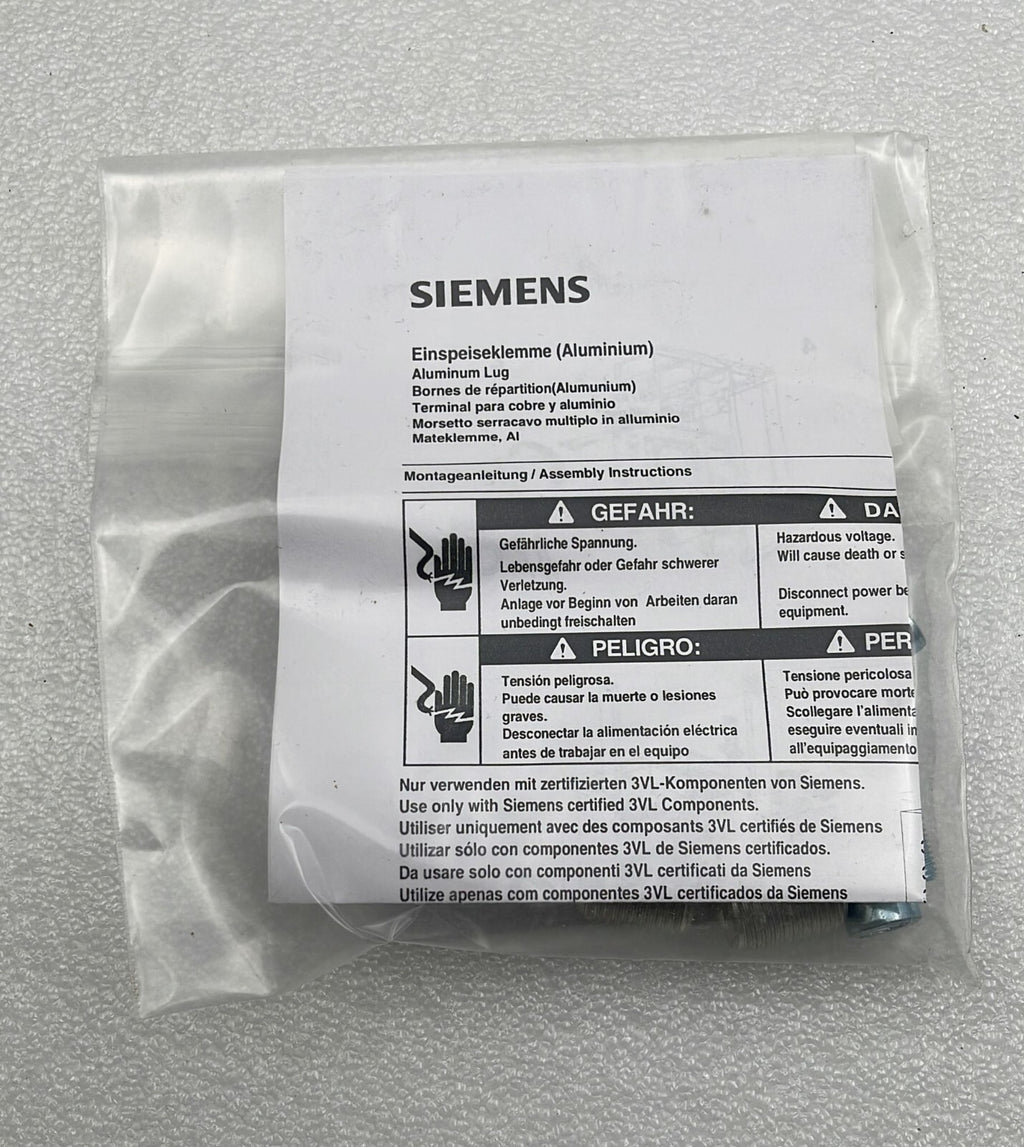 SIEMENS
Einspeiseklemme (Aluminium)
Aluminum Lug
Bornes de répartition(Alumunium)
Terminal para cobre y aluminio
Morsetto serracavo multiplo in alluminio
Mateklemme, Al
Montageanleitung / Assembly Instructions
GEFAHR:
Gefährliche Spannung.
Lebensgefahr oder Gefahr schwerer
Verletzung.
Anlage vor Beginn von Arbeiten daran
unbedingt freischalten
DA
Hazardous voltage.
Will cause death or s
Disconnect power be
equipment.
PELIGRO:
Tensión peligrosa.
Puede causar la muerte o lesiones
graves.
Desconectar la alimentación eléctrica
antes de trabajar en el equipo
PER
Tensione pericolosa
Può provocare morte
Scollegare l'alimenta
eseguire eventuali in
all'equipaggiamento
Nur verwenden mit zertifizierten 3VL-Komponenten von Siemens.
Use only with Siemens certified 3VL Components.
Utiliser uniquement avec des composants 3VL certifiés de Siemens
Utilizar sólo con componentes 3VL de Siemens certificados.
Da usare solo con componenti 3VL certificati da Siemens
Utilize apenas com componentes 3VL certificados da Siemens